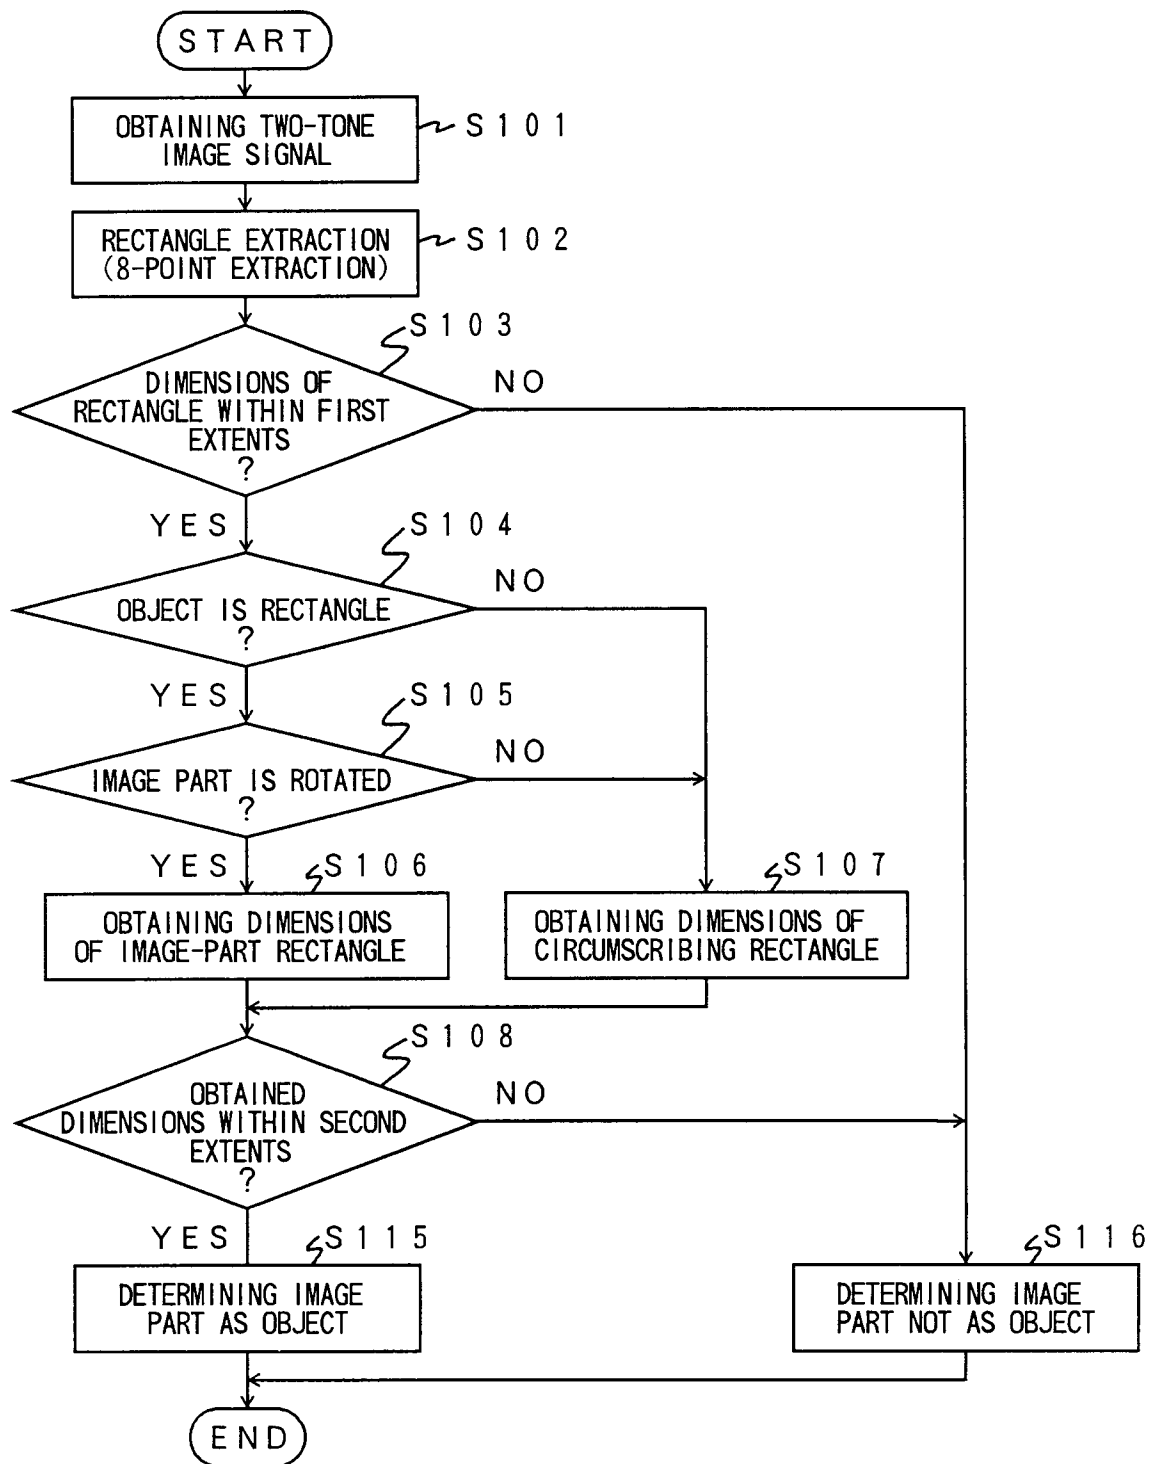 START
OBTAINING TWO-TONE
IMAGE SIGNAL
S101
RECTANGLE EXTRACTION
(8-POINT EXTRACTION)
S102
S103
DIMENSIONS OF
RECTANGLE WITHIN FIRST
EXTENTS
?
NO
YES
S104
OBJECT IS RECTANGLE
?
NO
YES
S105
IMAGE PART IS ROTATED
?
NO
YES
S106
OBTAINING DIMENSIONS
OF IMAGE-PART RECTANGLE
S107
OBTAINING DIMENSIONS OF
CIRCUMSCRIBING RECTANGLE
S108
OBTAINED
DIMENSIONS WITHIN SECOND
EXTENTS
?
NO
YES
S115
DETERMINING IMAGE
PART AS OBJECT
S116
DETERMINING IMAGE
PART NOT AS OBJECT
END